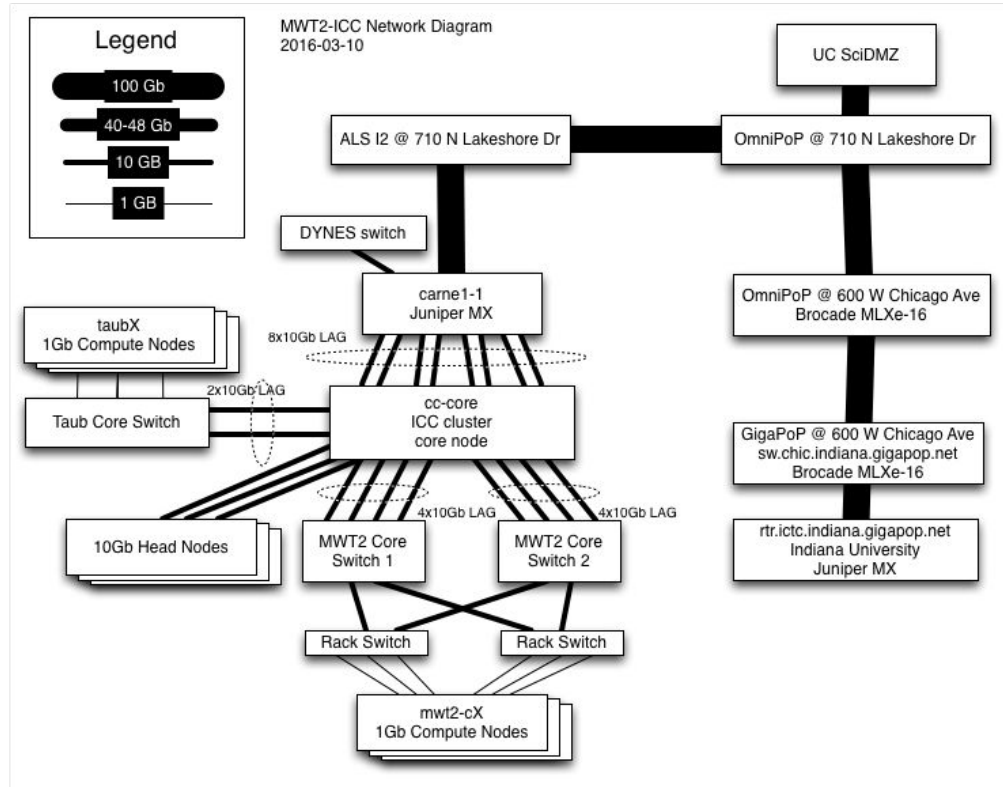 Legend
100 Gb
40-48 Gb
10 GB
1 GB
MWT2-ICC Network Diagram
2016-03-10
UC SciDMZ
ALS I2 @ 710 N Lakeshore Dr
OmniPoP @ 710 N Lakeshore Dr
DYNES switch
carne1-1
Juniper MX
OmniPoP @ 600 W Chicago Ave
Brocade MLXe-16
taubX
1Gb Compute Nodes
8x10Gb LAG
2x10Gb LAG
Taub Core Switch
cc-core
ICC cluster
core node
GigaPoP @ 600 W Chicago Ave
sw.chic.indiana.gigapop.net
Brocade MLXe-16
4x10Gb LAG
4x10Gb LAG
10Gb Head Nodes
MWT2 Core
Switch 1
MWT2 Core
Switch 2
rtr.ictc.indiana.gigapop.net
Indiana University
Juniper MX
Rack Switch
Rack Switch
mwt2-cX
1Gb Compute Nodes